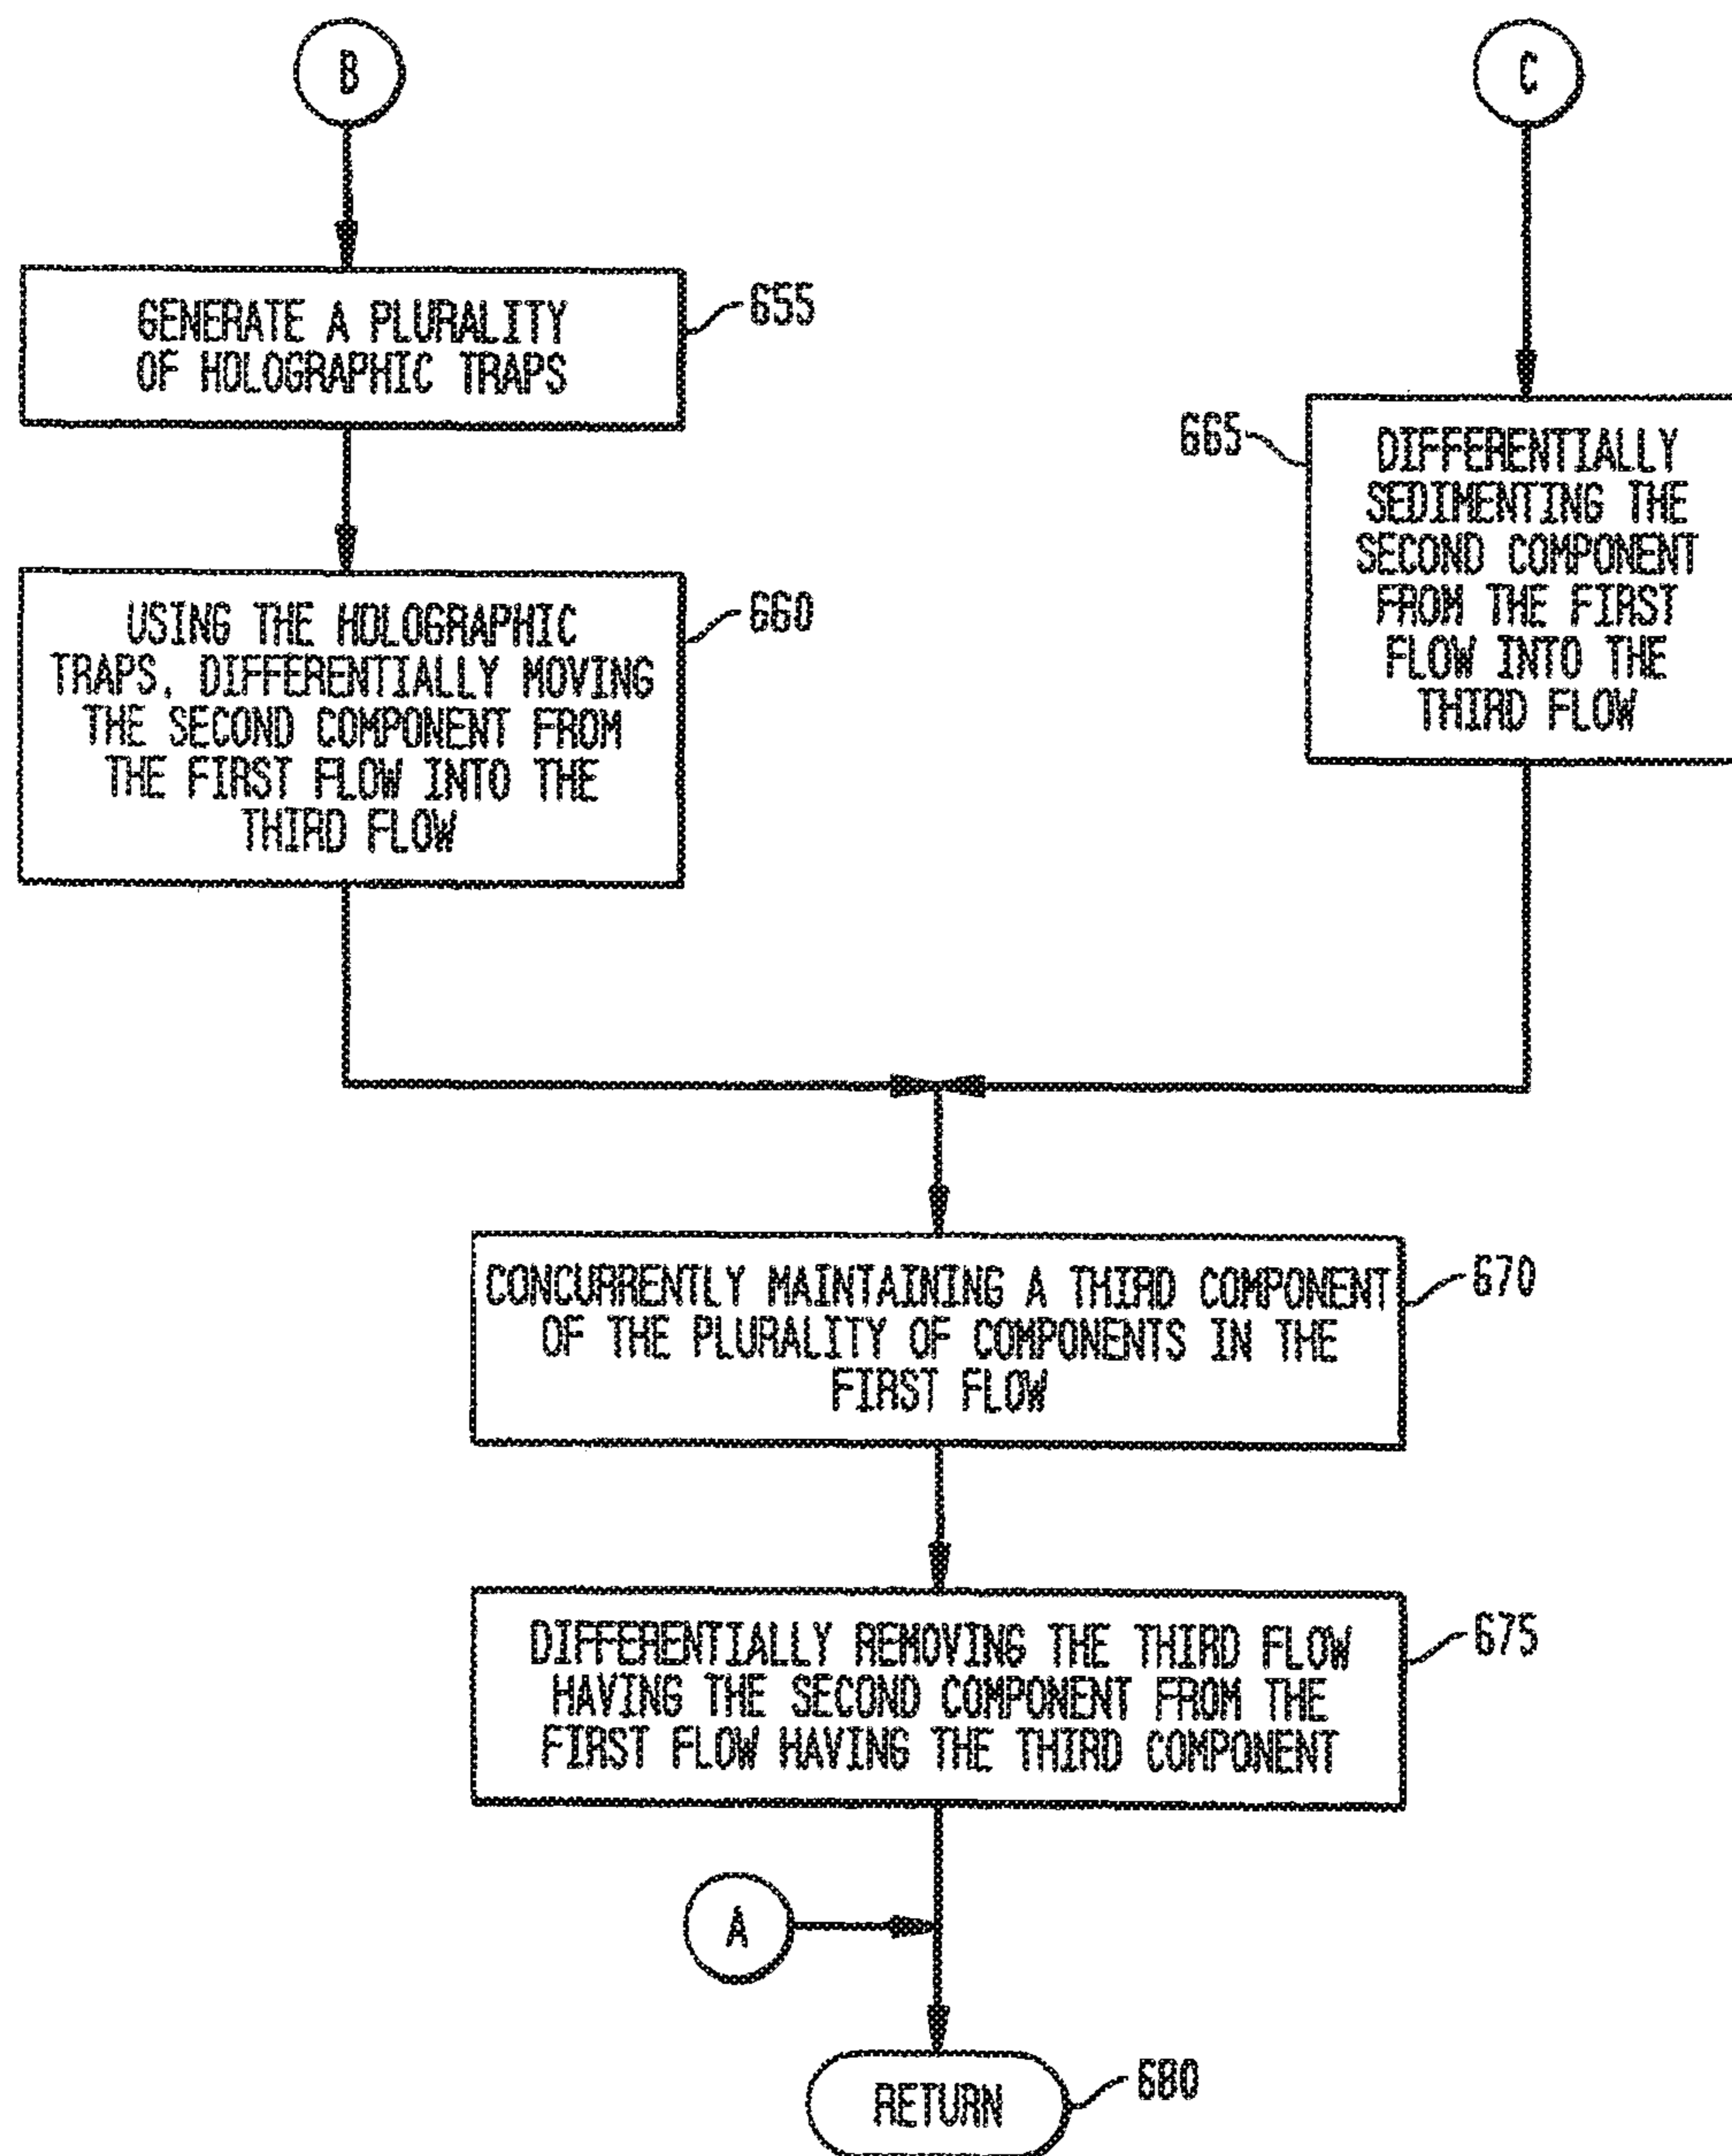 B
C
GENERATE A PLURALITY
OF HOLOGRAPHIC TRAPS
655
USING THE HOLOGRAPHIC
TRAPS, DIFFERENTIALLY MOVING
THE SECOND COMPONENT FROM
THE FIRST FLOW INTO THE
THIRD FLOW
660
665
DIFFERENTIALLY
SEDIMENTING THE
SECOND COMPONENT
FROM THE FIRST
FLOW INTO THE
THIRD FLOW
CONCURRENTLY MAINTAINING A THIRD COMPONENT
OF THE PLURALITY OF COMPONENTS IN THE
FIRST FLOW
670
DIFFERENTIALLY REMOVING THE THIRD FLOW
HAVING THE SECOND COMPONENT FROM THE
FIRST FLOW HAVING THE THIRD COMPONENT
675
A
RETURN
680